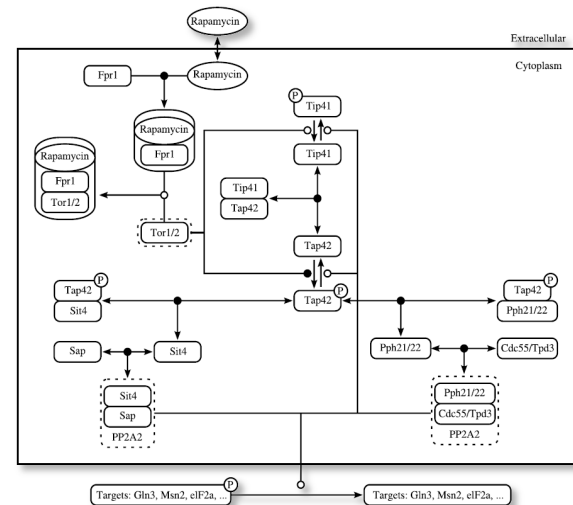 Rapamycin
Extracellular
Cytoplasm
Fpr1
Rapamycin
P
Tip41
Rapamycin
Fpr1
Tip41
Rapamycin
Fpr1
Tor1/2
Tip41
Tap42
Tor1/2
Tap42
P
Tap42
Sit4
Tap42
P
P
Tap42
Pph21/22
Sap
Sit4
Pph21/22
Cdc55/Tpd3
Sit4
Sap
PP2A2
Pph21/22
Cdc55/Tpd3
PP2A2
P
Targets: Gln3, Msn2, elF2a, ...
Targets: Gln3, Msn2, elF2a, ...